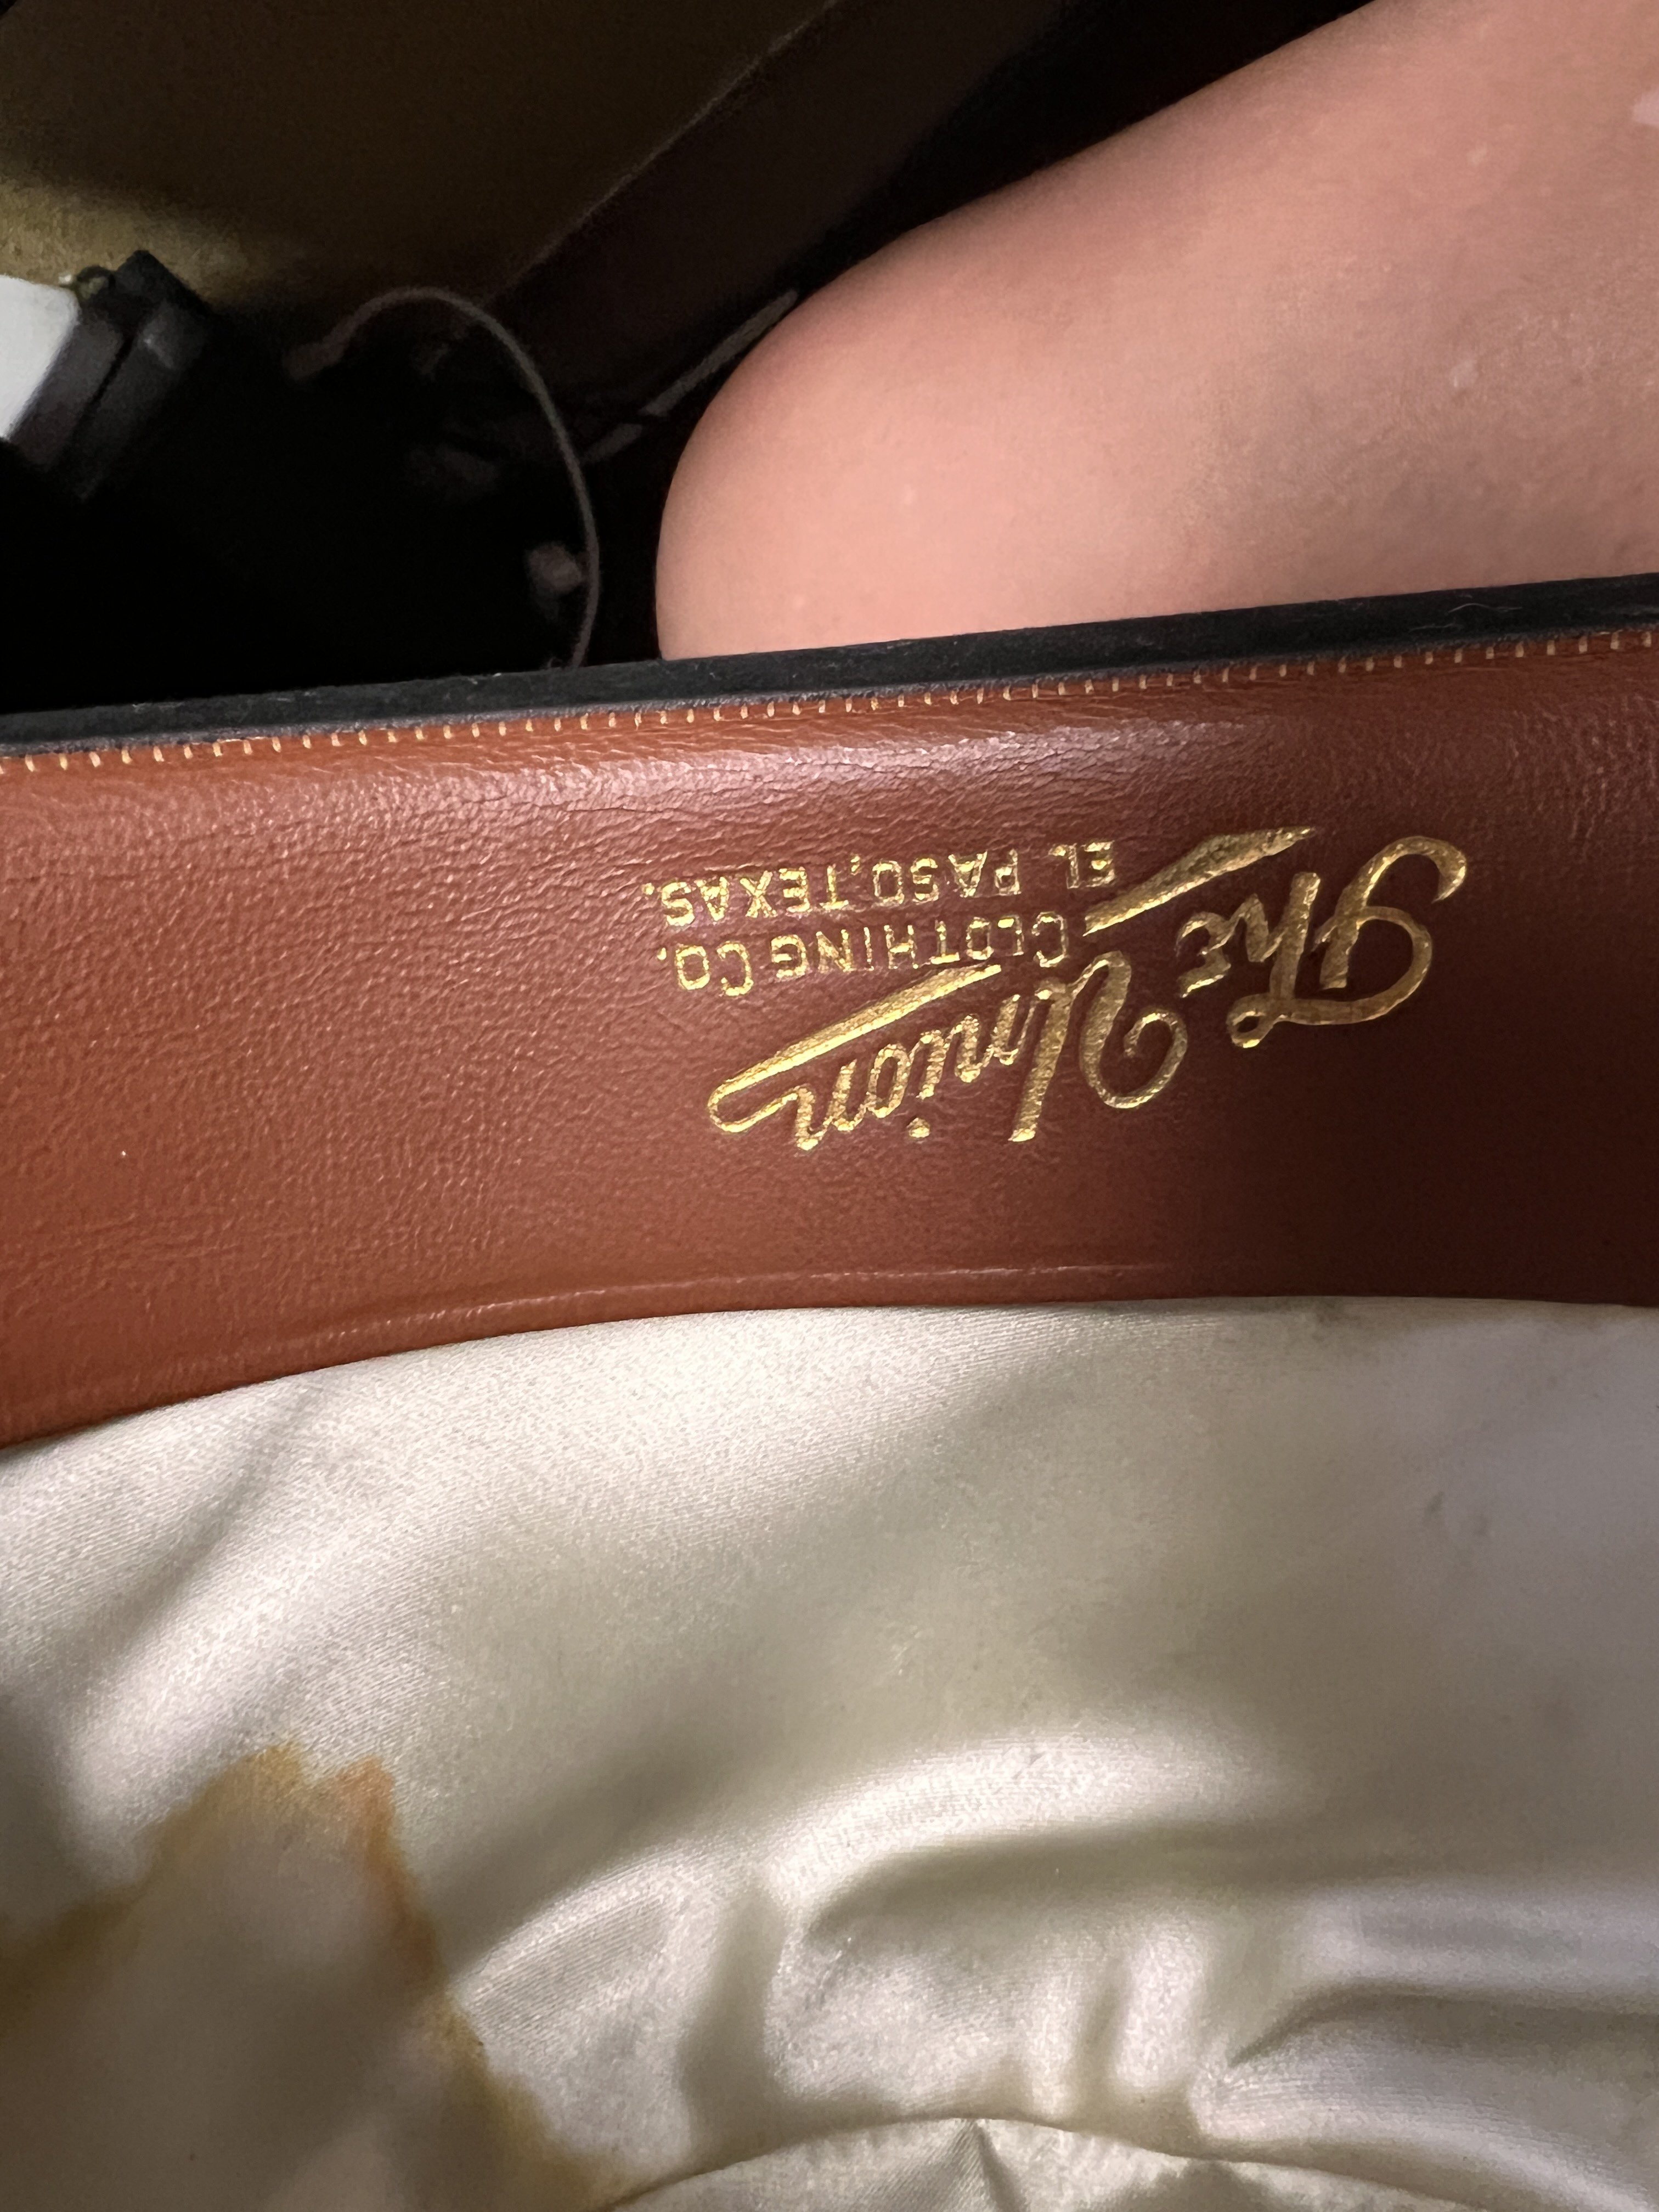 The Union
CLOTHING CO.
EL PASO, TEXAS.